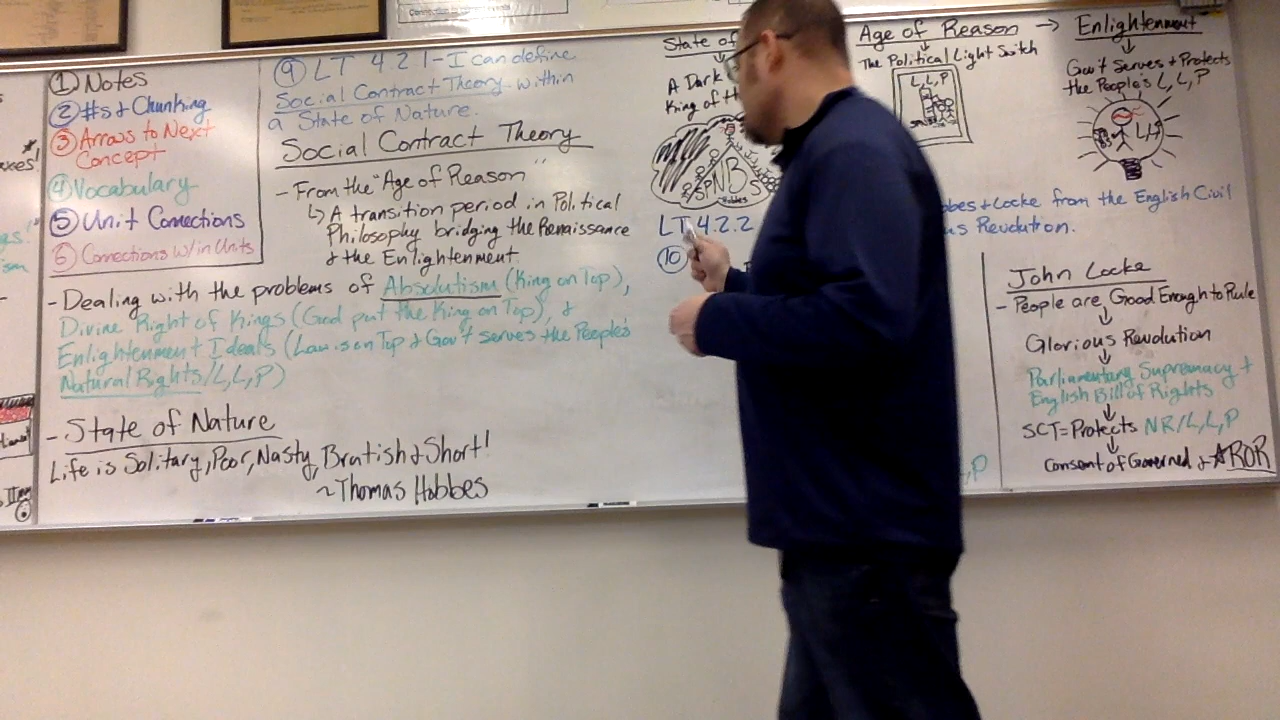 ① Notes
② #s & Chunking
③ Arrows to Next
Concept
④ Vocabulary
⑤ Unit Connections
⑥ Connections w/in Units
⑨ LT 4.2.1 - I can define
Social Contract Theory within
a State of Nature.
Social Contract Theory
- From the "Age of Reason"
↳ A transition period in Political
Philosophy bridging the Renaissance
& the Enlightenment.
- Dealing with the problems of Absolutism (King on Top),
Divine Right of Kings (God put the King on Top), &
Enlightenment Ideals (Law is on Top & Gov't serves the People's
Natural Rights/L,L,P)
- State of Nature
Life is Solitary, Poor, Nasty, Brutish & Short!
~Thomas Hobbes
State of
A Dark
King of th
NBS
SP
LT 4.2.2
⑩
Age of Reason → Enlightenment
The Political Light Switch
L,L,P
Gov't Serves & Protects
the People's L,L,P
obbes & Locke from the English Civil
us Revolution.
John Locke
- People are Good Enough to Rule
↓
Glorious Revolution
↓
Parliamentary Supremacy &
English Bill of Rights
↓
SCT=Protects NR/L,L,P
↓
Consent of Governed & ☆ROR
,P